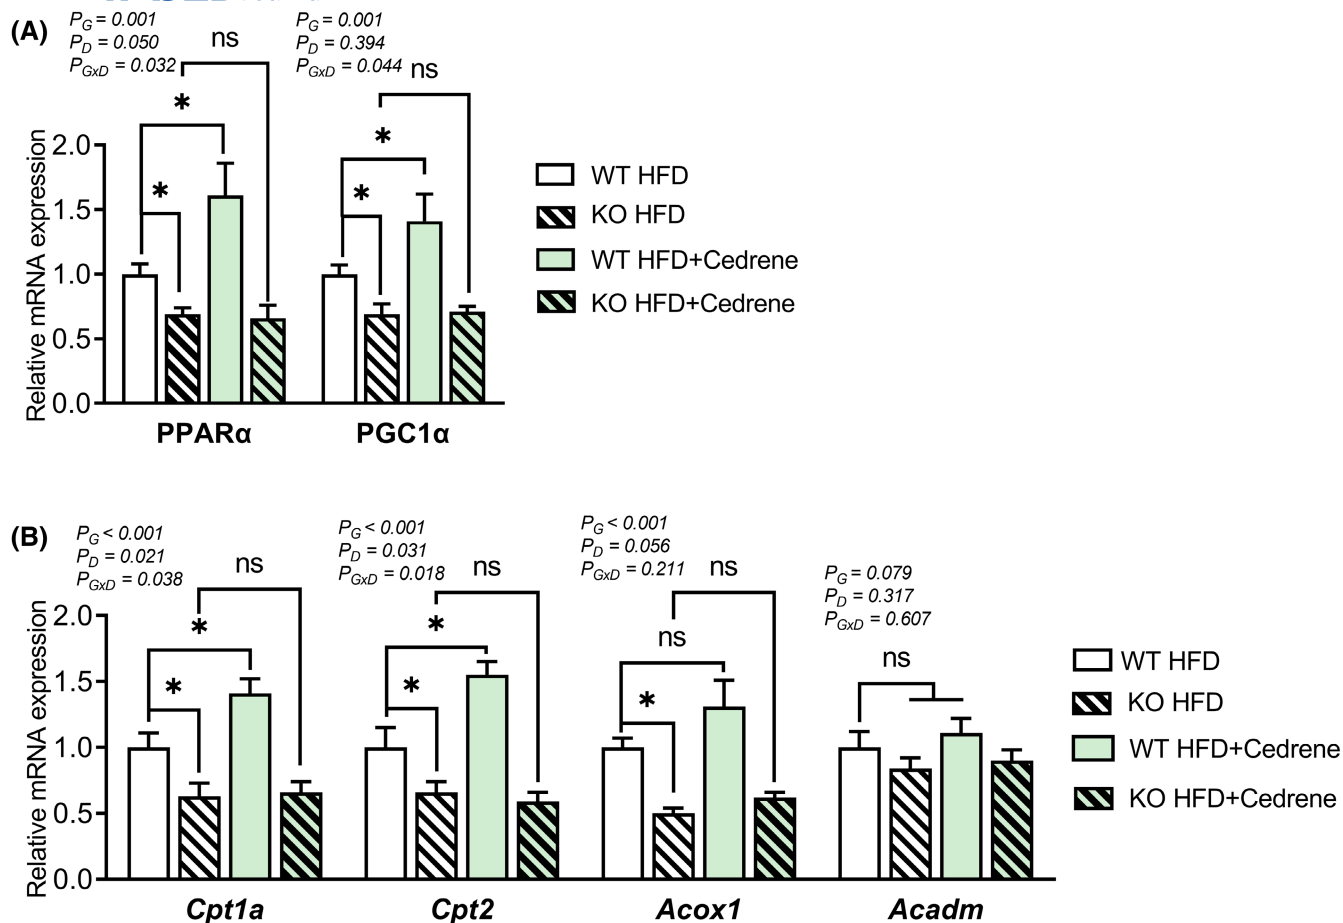 (A)
P_G = 0.001
P_D = 0.050
P_GxD = 0.032
ns
*
*
P_G = 0.001
P_D = 0.394
P_GxD = 0.044
ns
*
*
Relative mRNA expression
2.0
1.5
1.0
0.5
0.0
PPARα
PGC1α
WT HFD
KO HFD
WT HFD+Cedrene
KO HFD+Cedrene
(B)
P_G < 0.001
P_D = 0.021
P_GxD = 0.038
ns
*
*
P_G < 0.001
P_D = 0.031
P_GxD = 0.018
ns
*
*
P_G < 0.001
P_D = 0.056
P_GxD = 0.211
ns
ns
*
P_G = 0.079
P_D = 0.317
P_GxD = 0.607
ns
Relative mRNA expression
2.0
1.5
1.0
0.5
0.0
Cpt1a
Cpt2
Acox1
Acadm
WT HFD
KO HFD
WT HFD+Cedrene
KO HFD+Cedrene